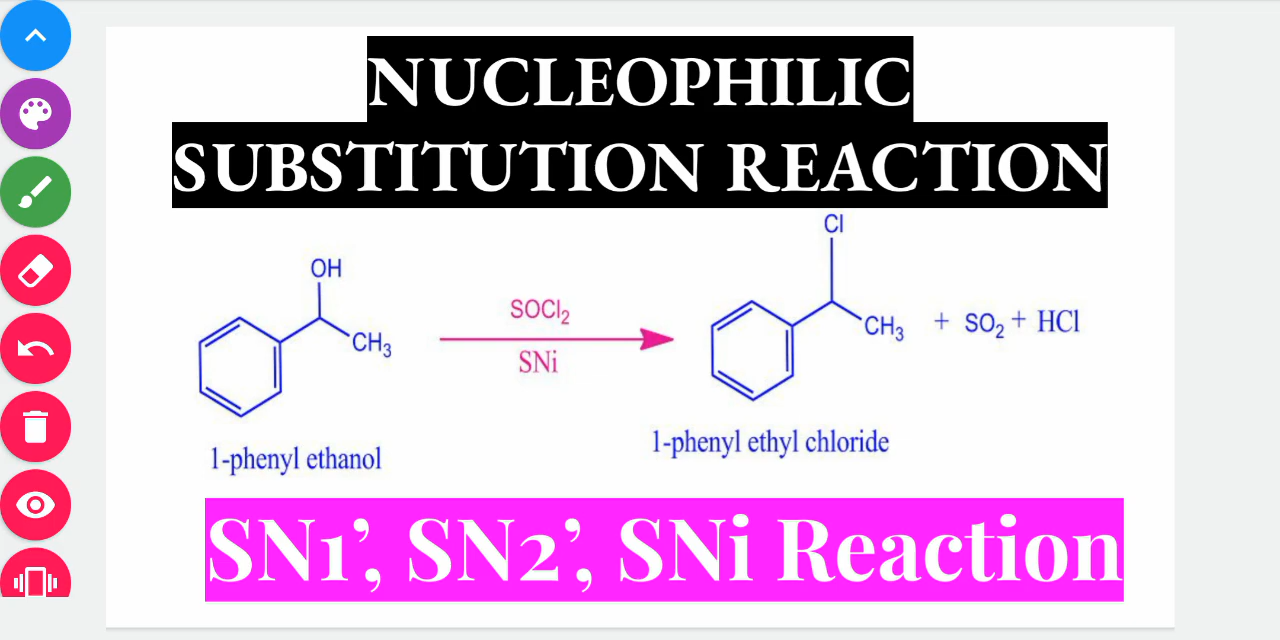 NUCLEOPHILIC
SUBSTITUTION REACTION
OH
CH3
SOCl2
SNi
Cl
CH3
+ SO2 + HCl
1-phenyl ethanol
1-phenyl ethyl chloride
SN1’, SN2’, SNi Reaction